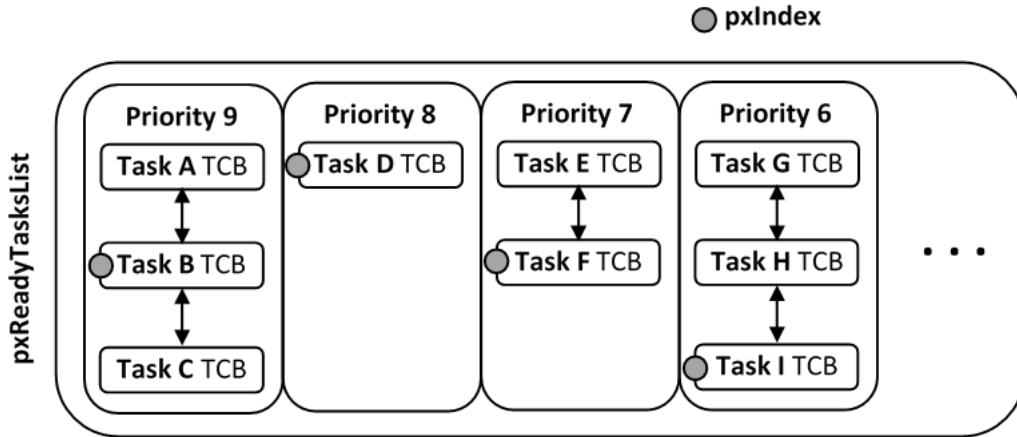 pxIndex
pxReadyTasksList
Priority 9
Task A TCB
Task B TCB
Task C TCB
Priority 8
Task D TCB
Priority 7
Task E TCB
Task F TCB
Priority 6
Task G TCB
Task H TCB
Task I TCB
...